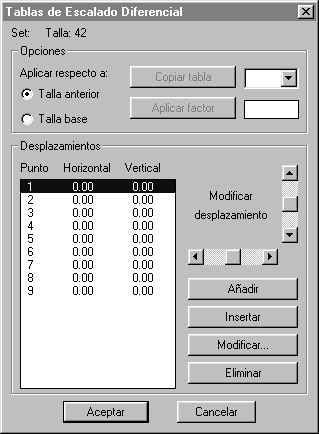 Tablas de Escalado Diferencial
Set: Talla: 42
Opciones
Aplicar respecto a:
Talla anterior
Talla base
Copiar tabla
Aplicar factor
Desplazamientos
Punto Horizontal Vertical
1 0.00 0.00
2 0.00 0.00
3 0.00 0.00
4 0.00 0.00
5 0.00 0.00
6 0.00 0.00
7 0.00 0.00
8 0.00 0.00
9 0.00 0.00
Modificar
desplazamiento
Añadir
Insertar
Modificar...
Eliminar
Aceptar Cancelar